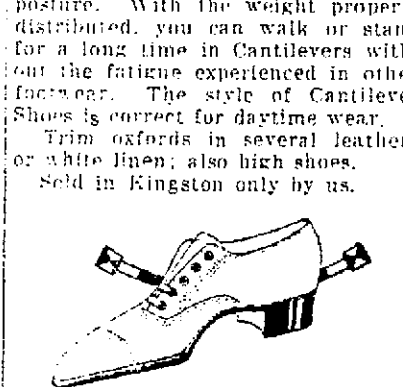 posture. With the weight proper
distributed, you can walk or stan
for a long time in Cantilevers with
out the fatigue experienced in othe
footwear. The style of Cantileve
Shoes is correct for daytime wear.
Trim oxfords in several leather
or white linen; also high shoes.
Sold in Kingston only by us.